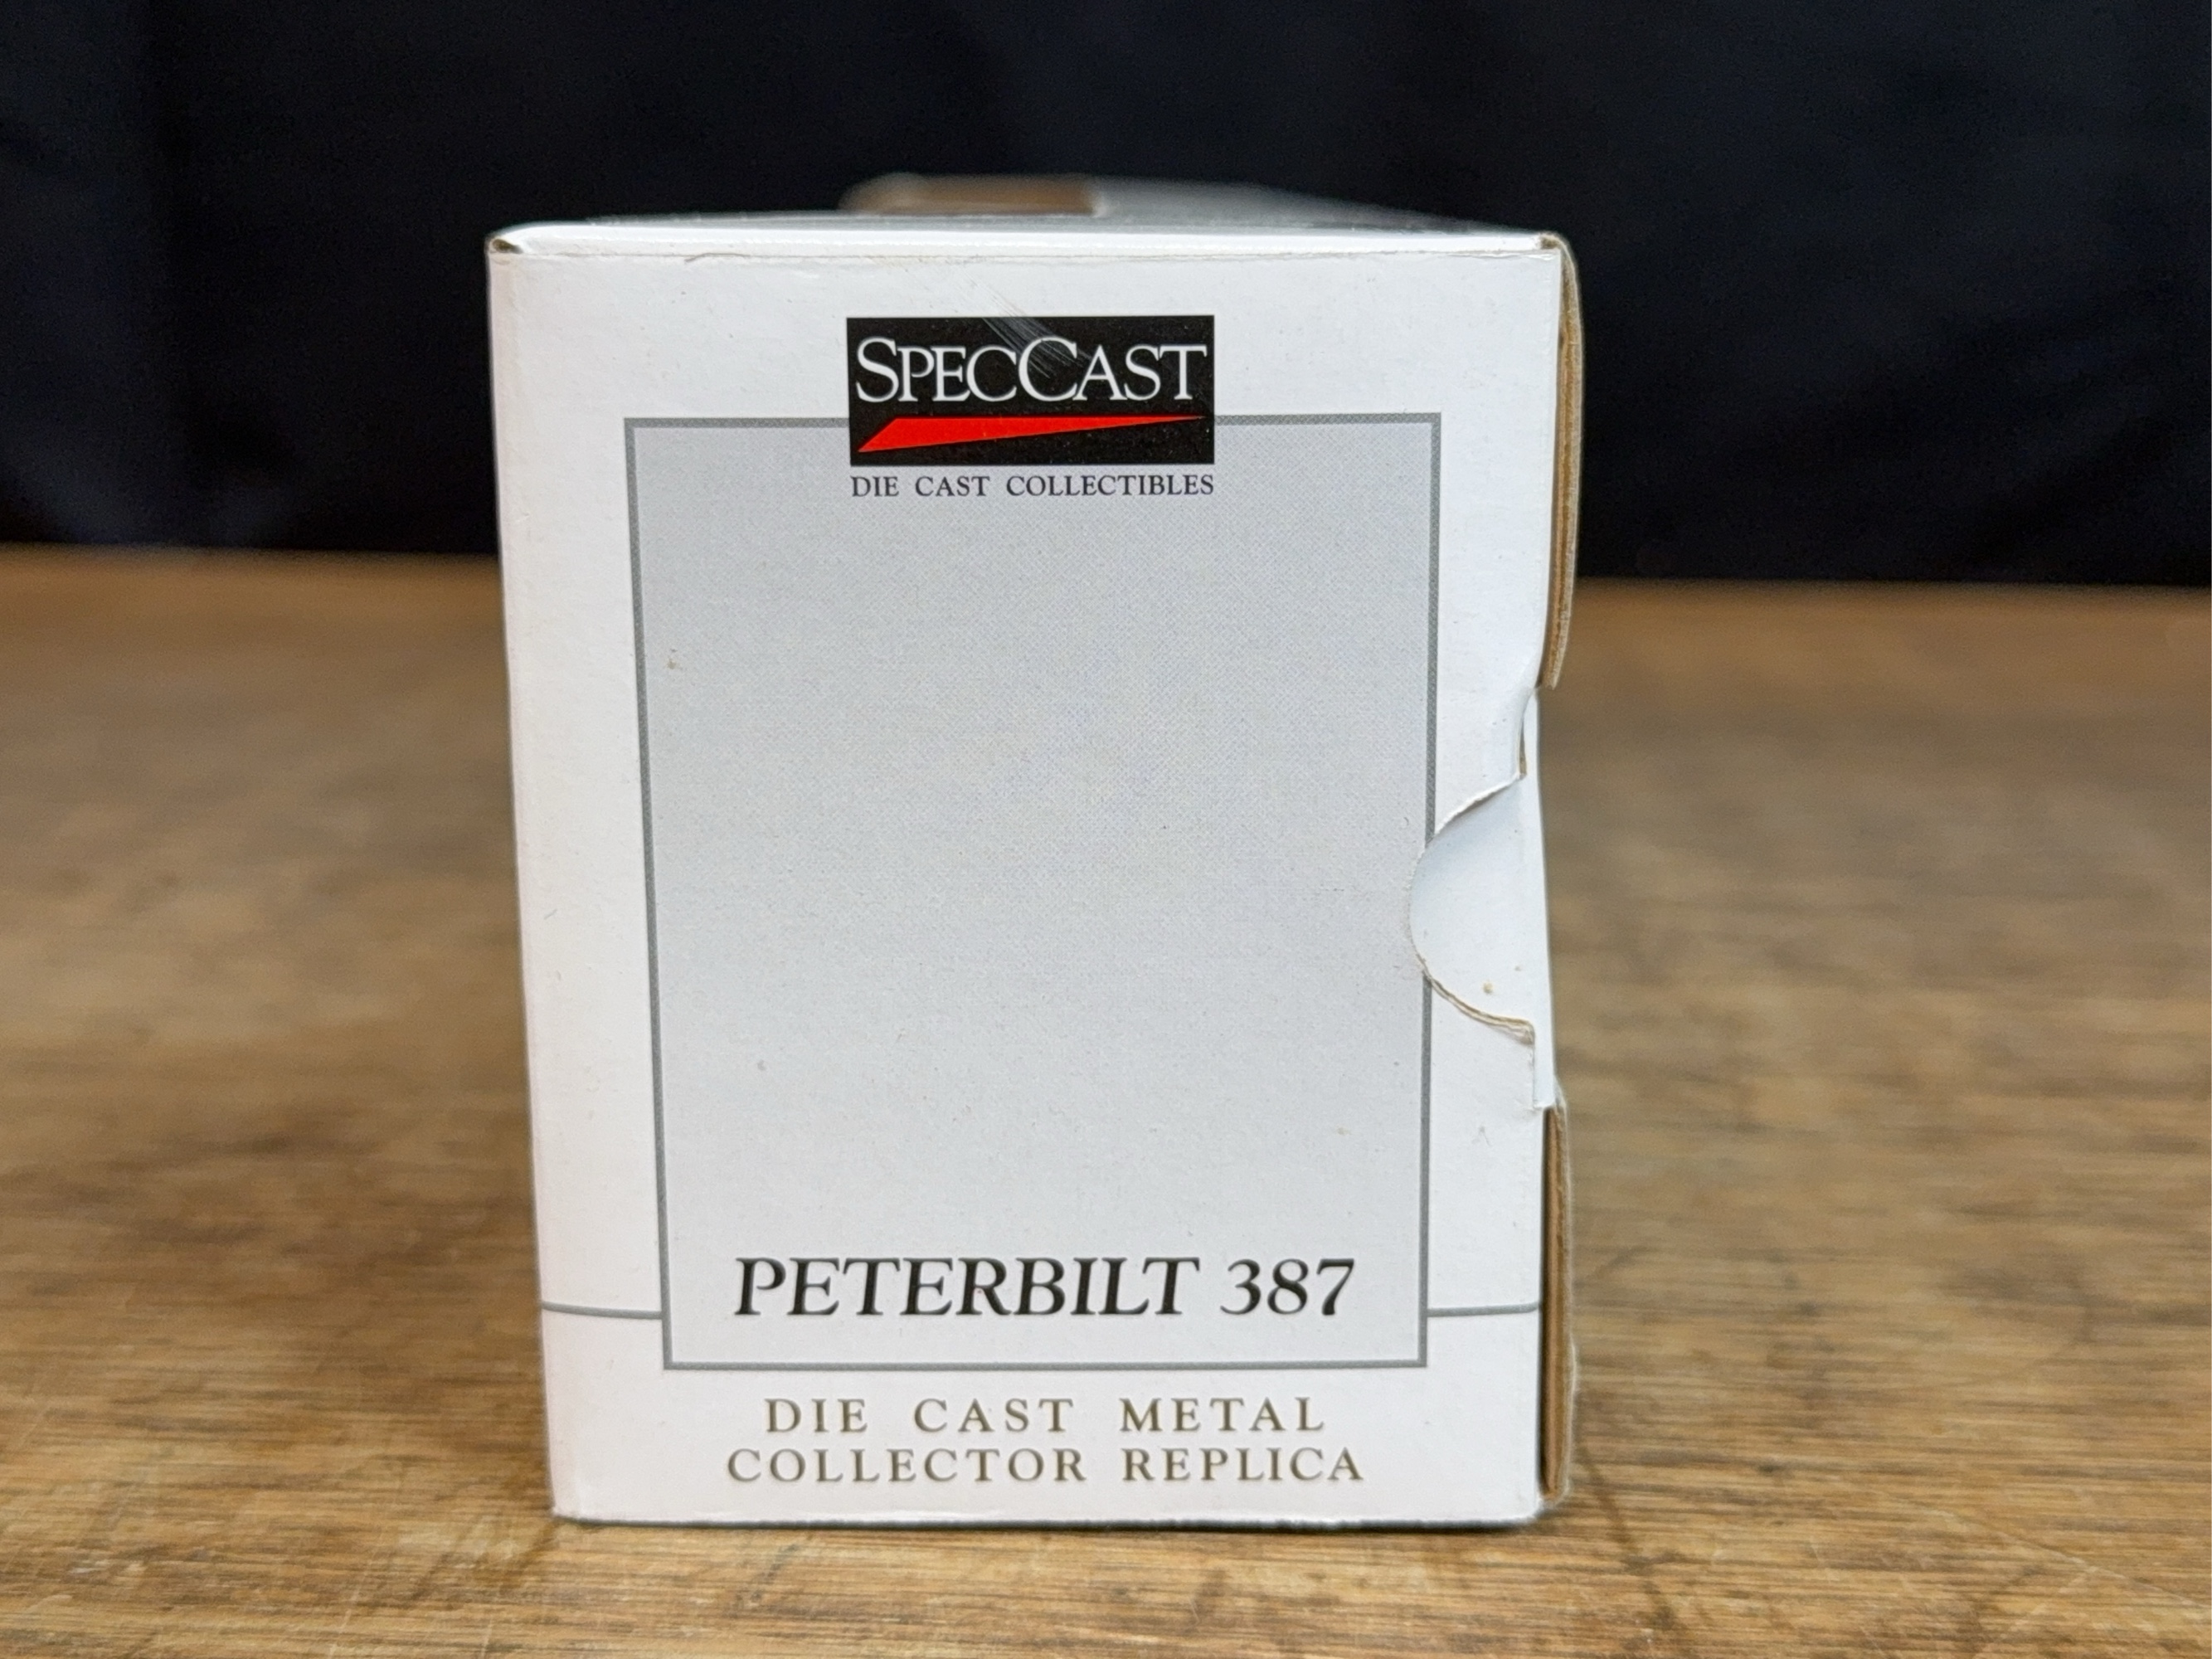 SPECCAST
DIE CAST COLLECTIBLES
PETERBILT 387
DIE CAST METAL
COLLECTOR REPLICA